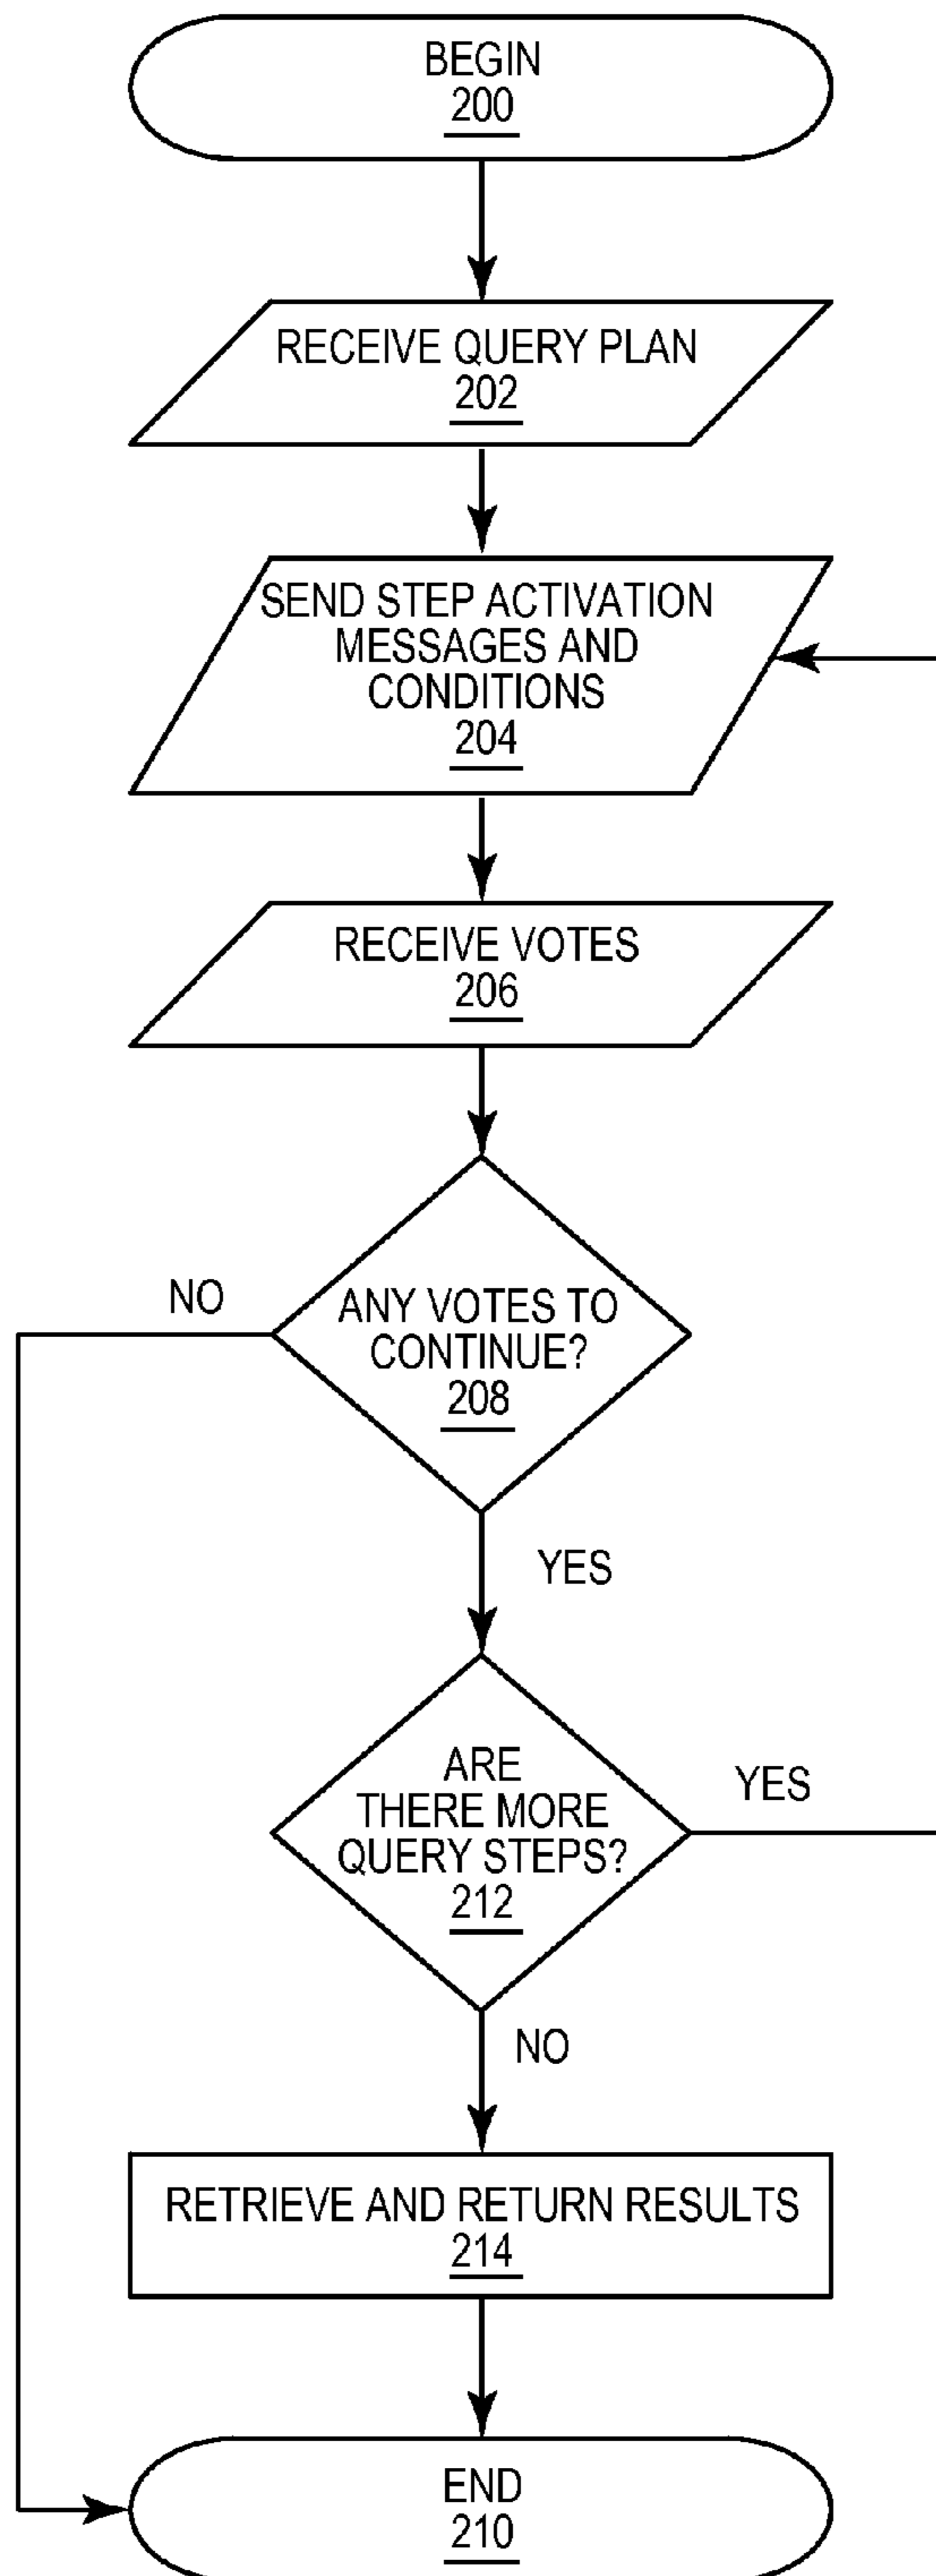 BEGIN
200
RECEIVE QUERY PLAN
202
SEND STEP ACTIVATION
MESSAGES AND
CONDITIONS
204
RECEIVE VOTES
206
NO
ANY VOTES TO
CONTINUE?
208
YES
ARE
THERE MORE
QUERY STEPS?
212
YES
NO
RETRIEVE AND RETURN RESULTS
214
END
210